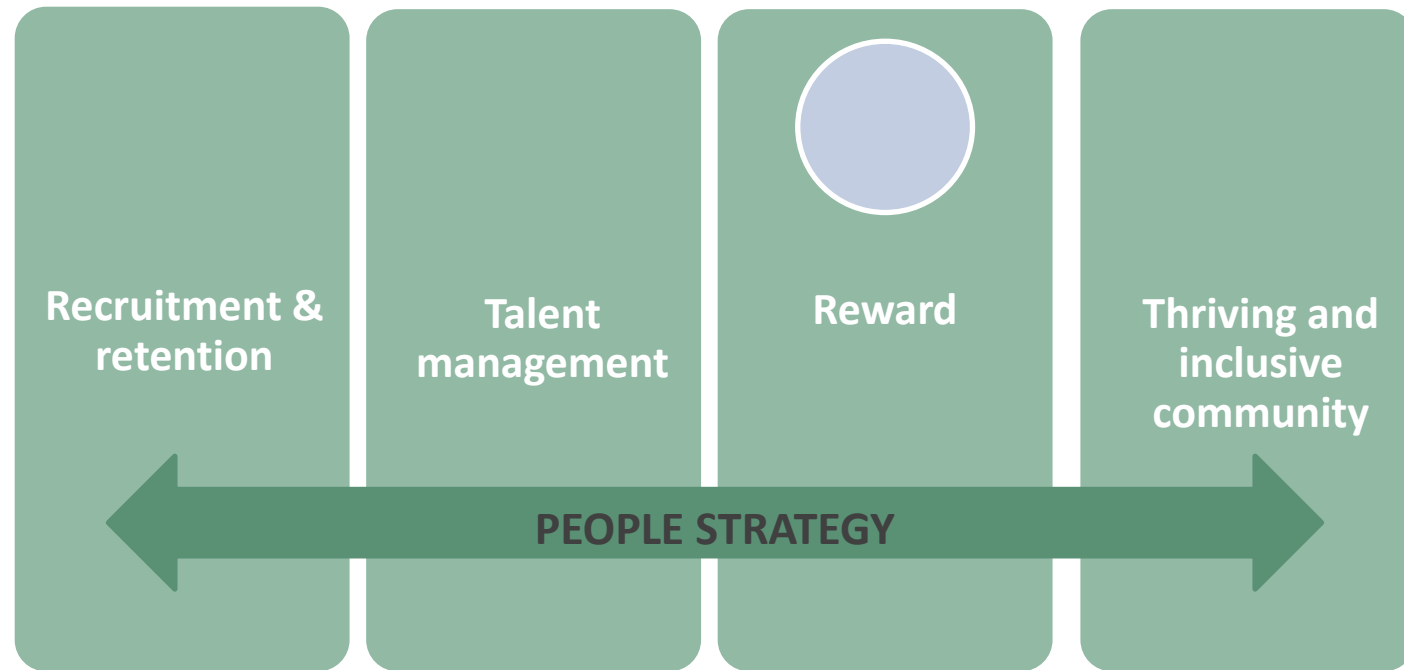 Recruitment &
retention
Talent
management
Reward
Thriving and
inclusive
community
PEOPLE STRATEGY